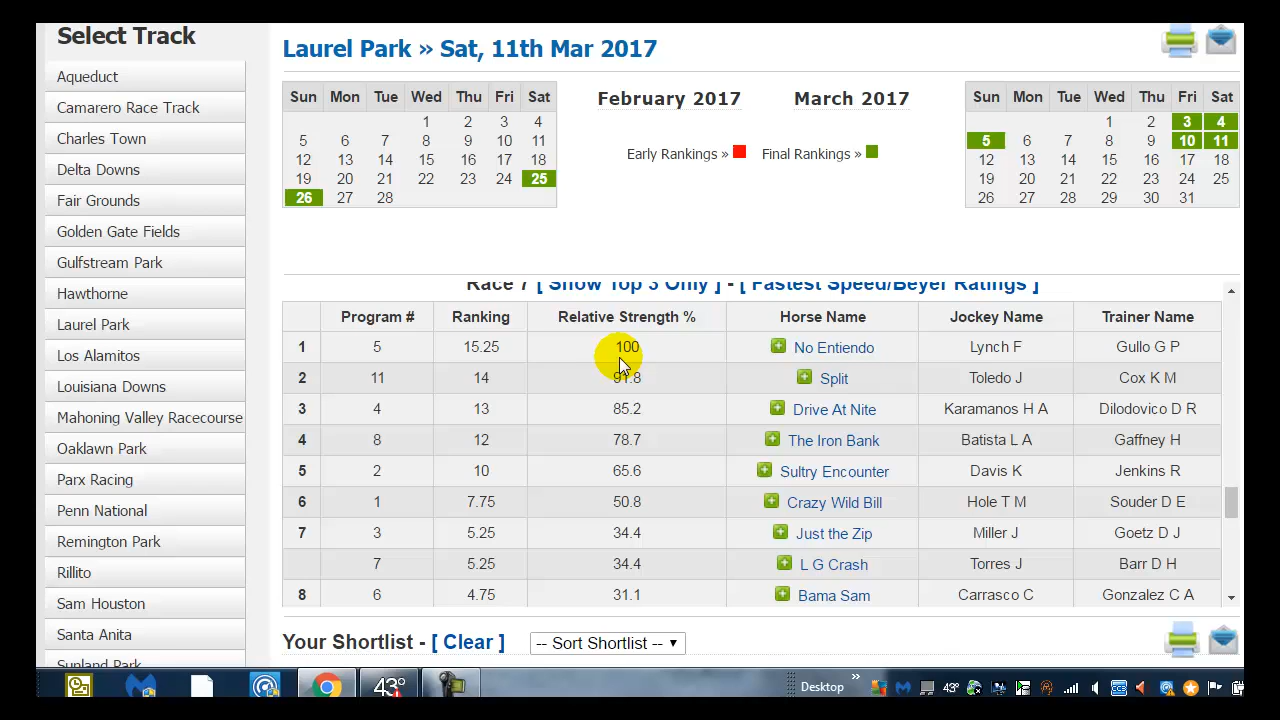 Select Track
Aqueduct
Camarero Race Track
Charles Town
Delta Downs
Fair Grounds
Golden Gate Fields
Gulfstream Park
Hawthorne
Laurel Park
Los Alamitos
Louisiana Downs
Mahoning Valley Racecourse
Oaklawn Park
Parx Racing
Penn National
Remington Park
Rillito
Sam Houston
Santa Anita
Sunland Park
Laurel Park » Sat, 11th Mar 2017
Sun Mon Tue Wed Thu Fri Sat
1 2 3 4
5 6 7 8 9 10 11
12 13 14 15 16 17 18
19 20 21 22 23 24 25
26 27 28
February 2017 March 2017
Early Rankings » Final Rankings »
Sun Mon Tue Wed Thu Fri Sat
1 2 3 4
5 6 7 8 9 10 11
12 13 14 15 16 17 18
19 20 21 22 23 24 25
26 27 28 29 30 31
Race 7 [ Show Top 3 Only ] - [ Fastest Speed/Beyer Ratings ]
Program # Ranking Relative Strength % Horse Name Jockey Name Trainer Name
1 5 15.25 100 No Entiendo Lynch F Gullo G P
2 11 14 91.8 Split Toledo J Cox K M
3 4 13 85.2 Drive At Nite Karamanos H A Dilodovico D R
4 8 12 78.7 The Iron Bank Batista L A Gaffney H
5 2 10 65.6 Sultry Encounter Davis K Jenkins R
6 1 7.75 50.8 Crazy Wild Bill Hole T M Souder D E
7 3 5.25 34.4 Just the Zip Miller J Goetz D J
7 5.25 34.4 L G Crash Torres J Barr D H
8 6 4.75 31.1 Bama Sam Carrasco C Gonzalez C A
Your Shortlist - [ Clear ] -- Sort Shortlist --
43° Desktop » 43°